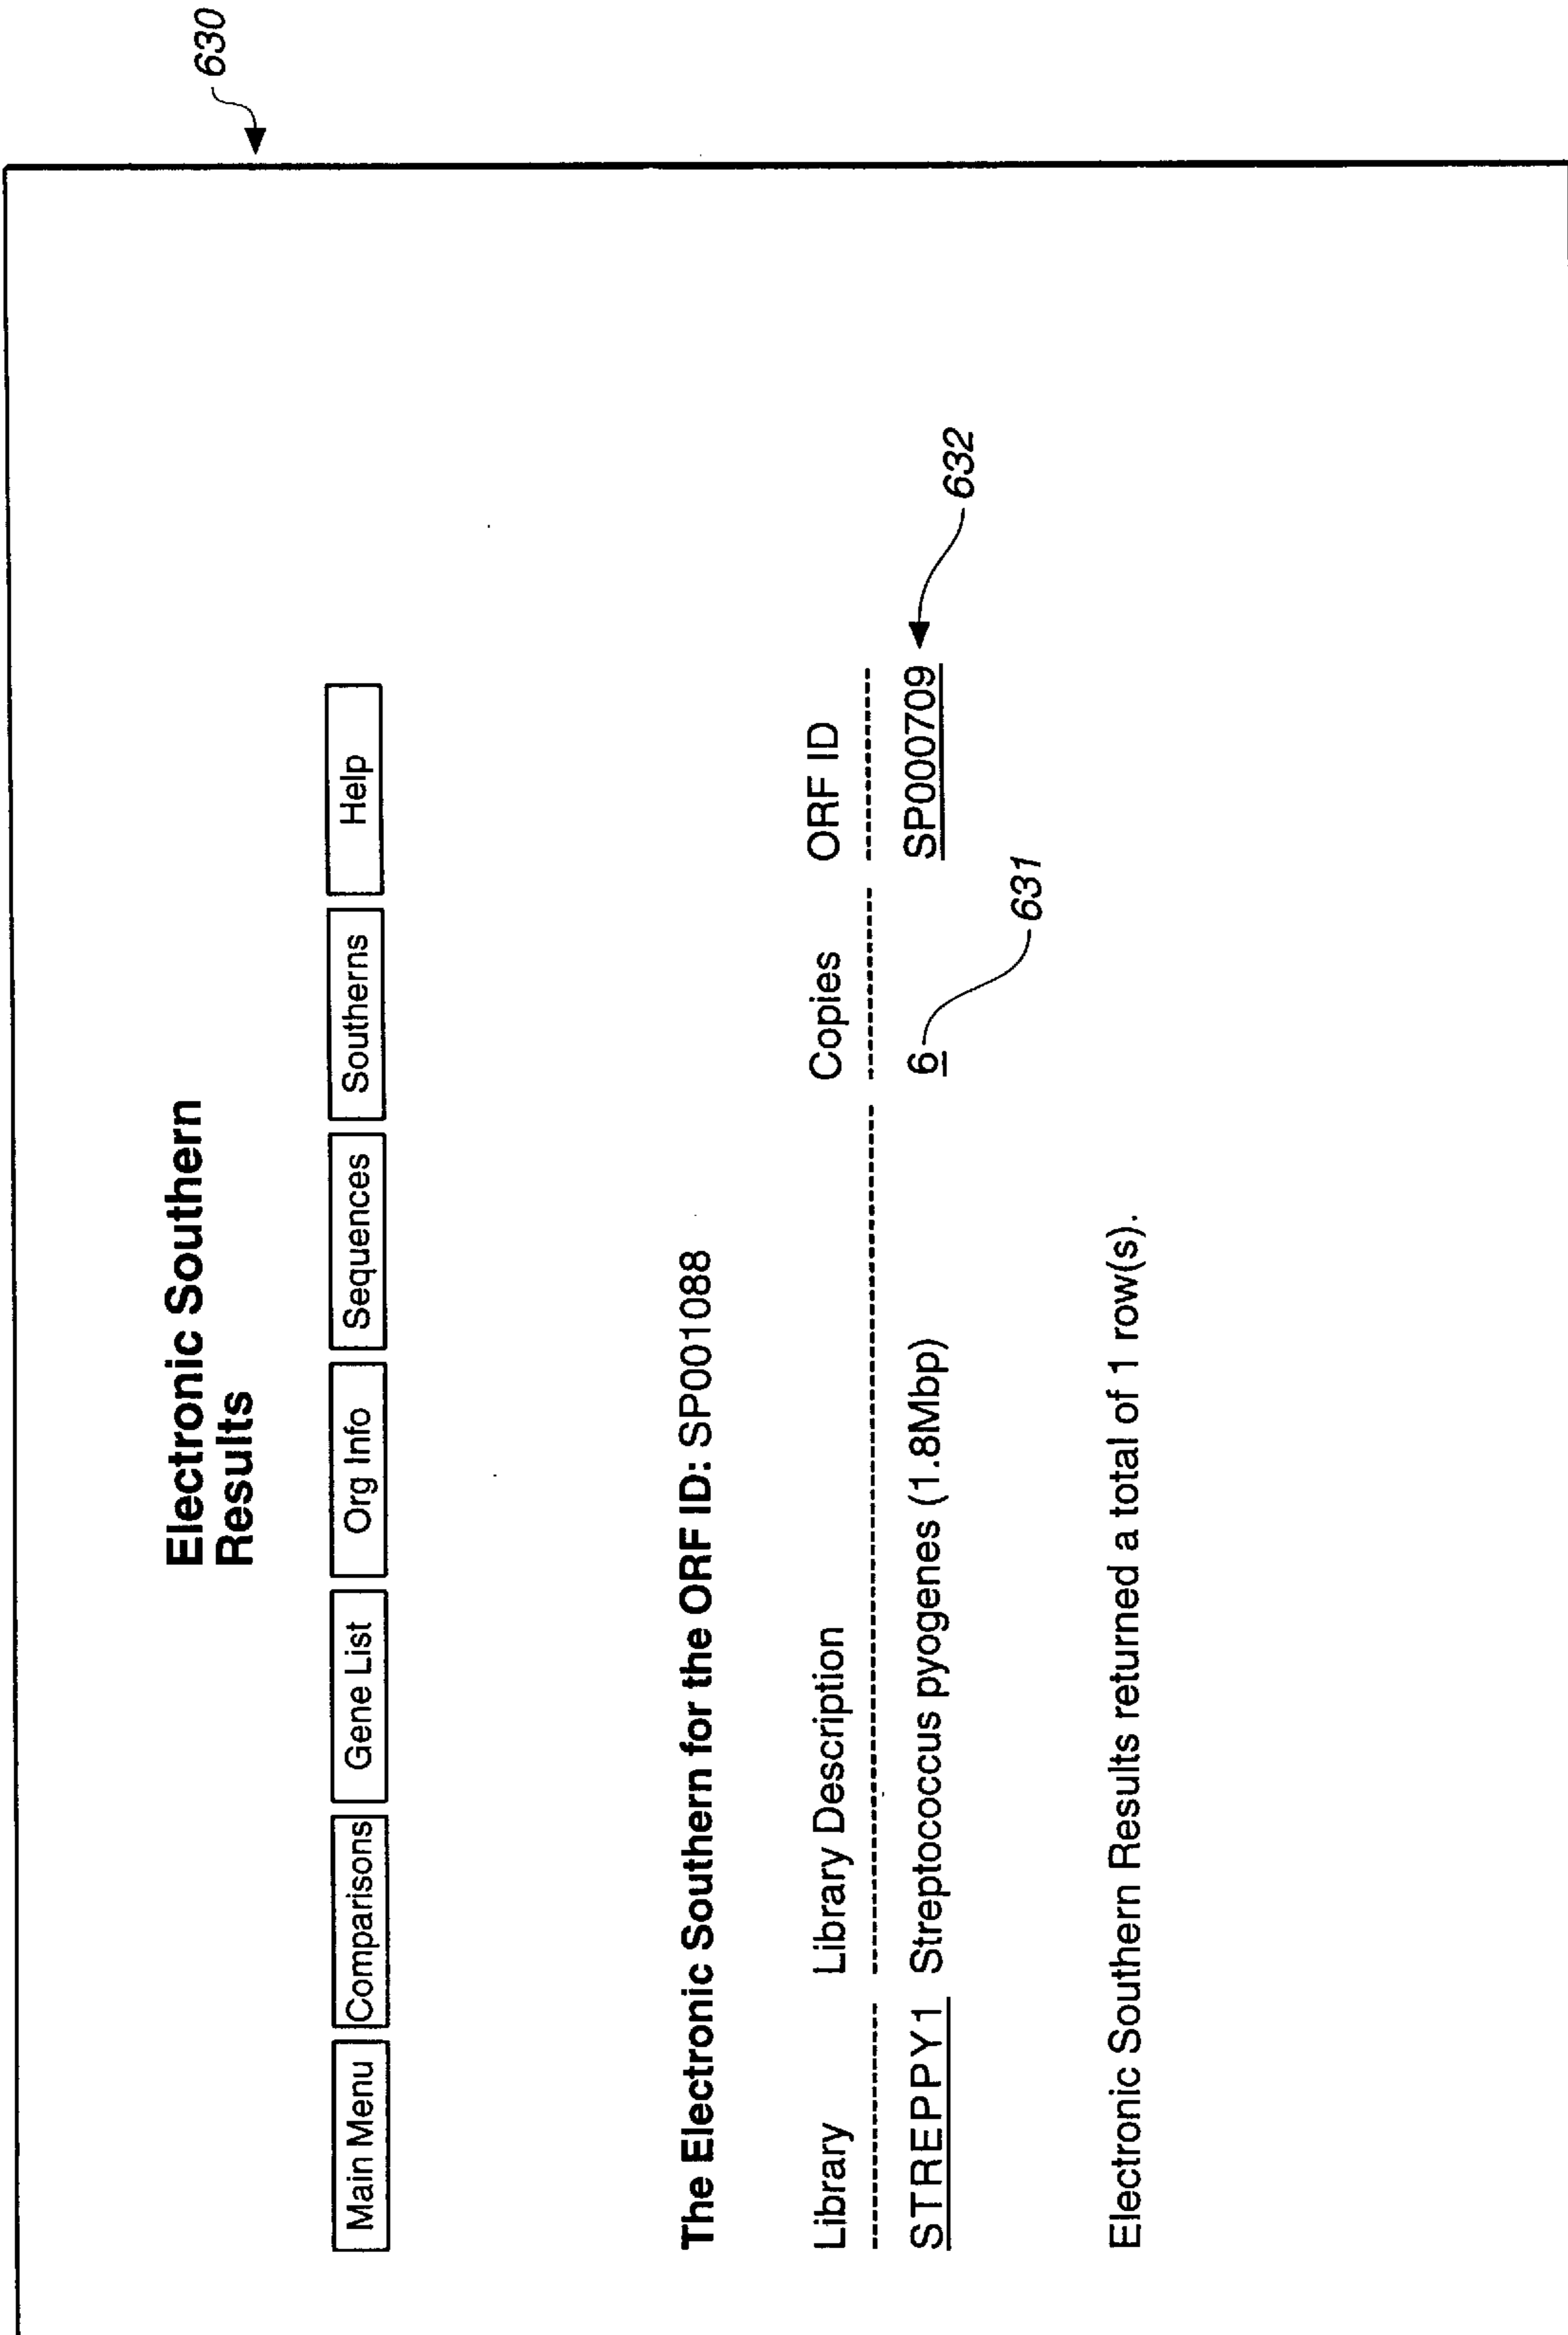 630
Electronic Southern
Results
Main Menu Comparisons Gene List Org Info Sequences Southerns Help
The Electronic Southern for the ORF ID: SP001088
Library Library Description Copies ORF ID
STREPPY1 Streptococcus pyogenes (1.8Mbp) 6 SP000709
632
631
Electronic Southern Results returned a total of 1 row(s).